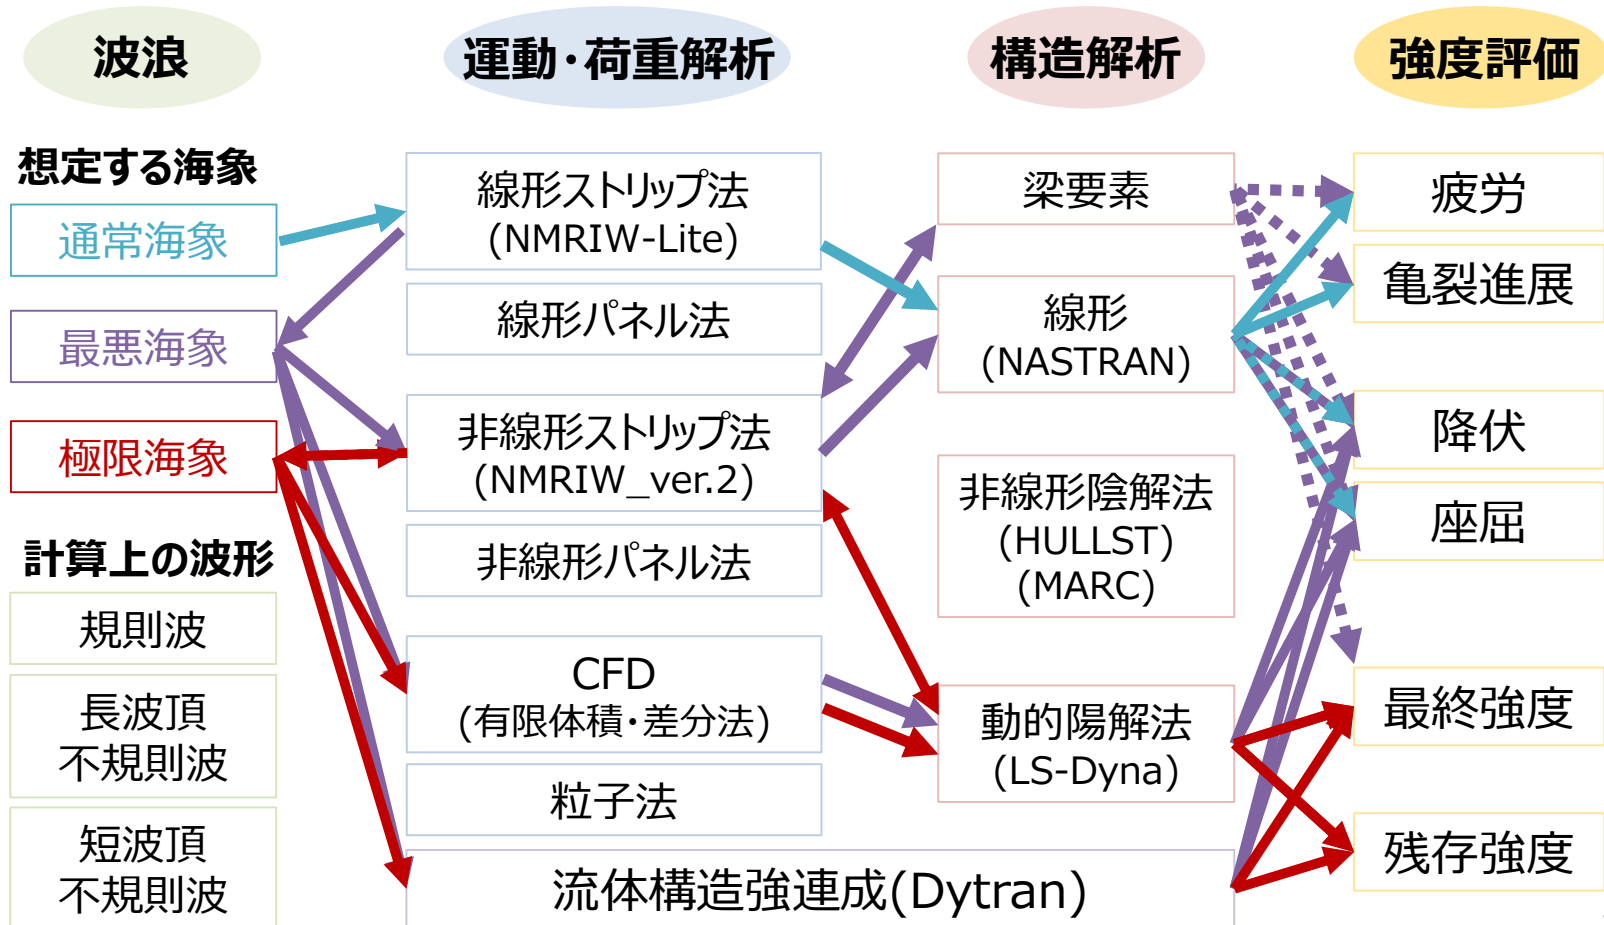 波浪
運動・荷重解析
構造解析
強度評価
想定する海象
通常海象
最悪海象
極限海象
計算上の波形
規則波
長波頂
不規則波
短波頂
不規則波
線形ストリップ法
(NMRIW-Lite)
線形パネル法
非線形ストリップ法
(NMRIW_ver.2)
非線形パネル法
CFD
(有限体積・差分法)
粒子法
流体構造強連成(Dytran)
梁要素
線形
(NASTRAN)
非線形陰解法
(HULLST)
(MARC)
動的陽解法
(LS-Dyna)
疲労
亀裂進展
降伏
座屈
最終強度
残存強度